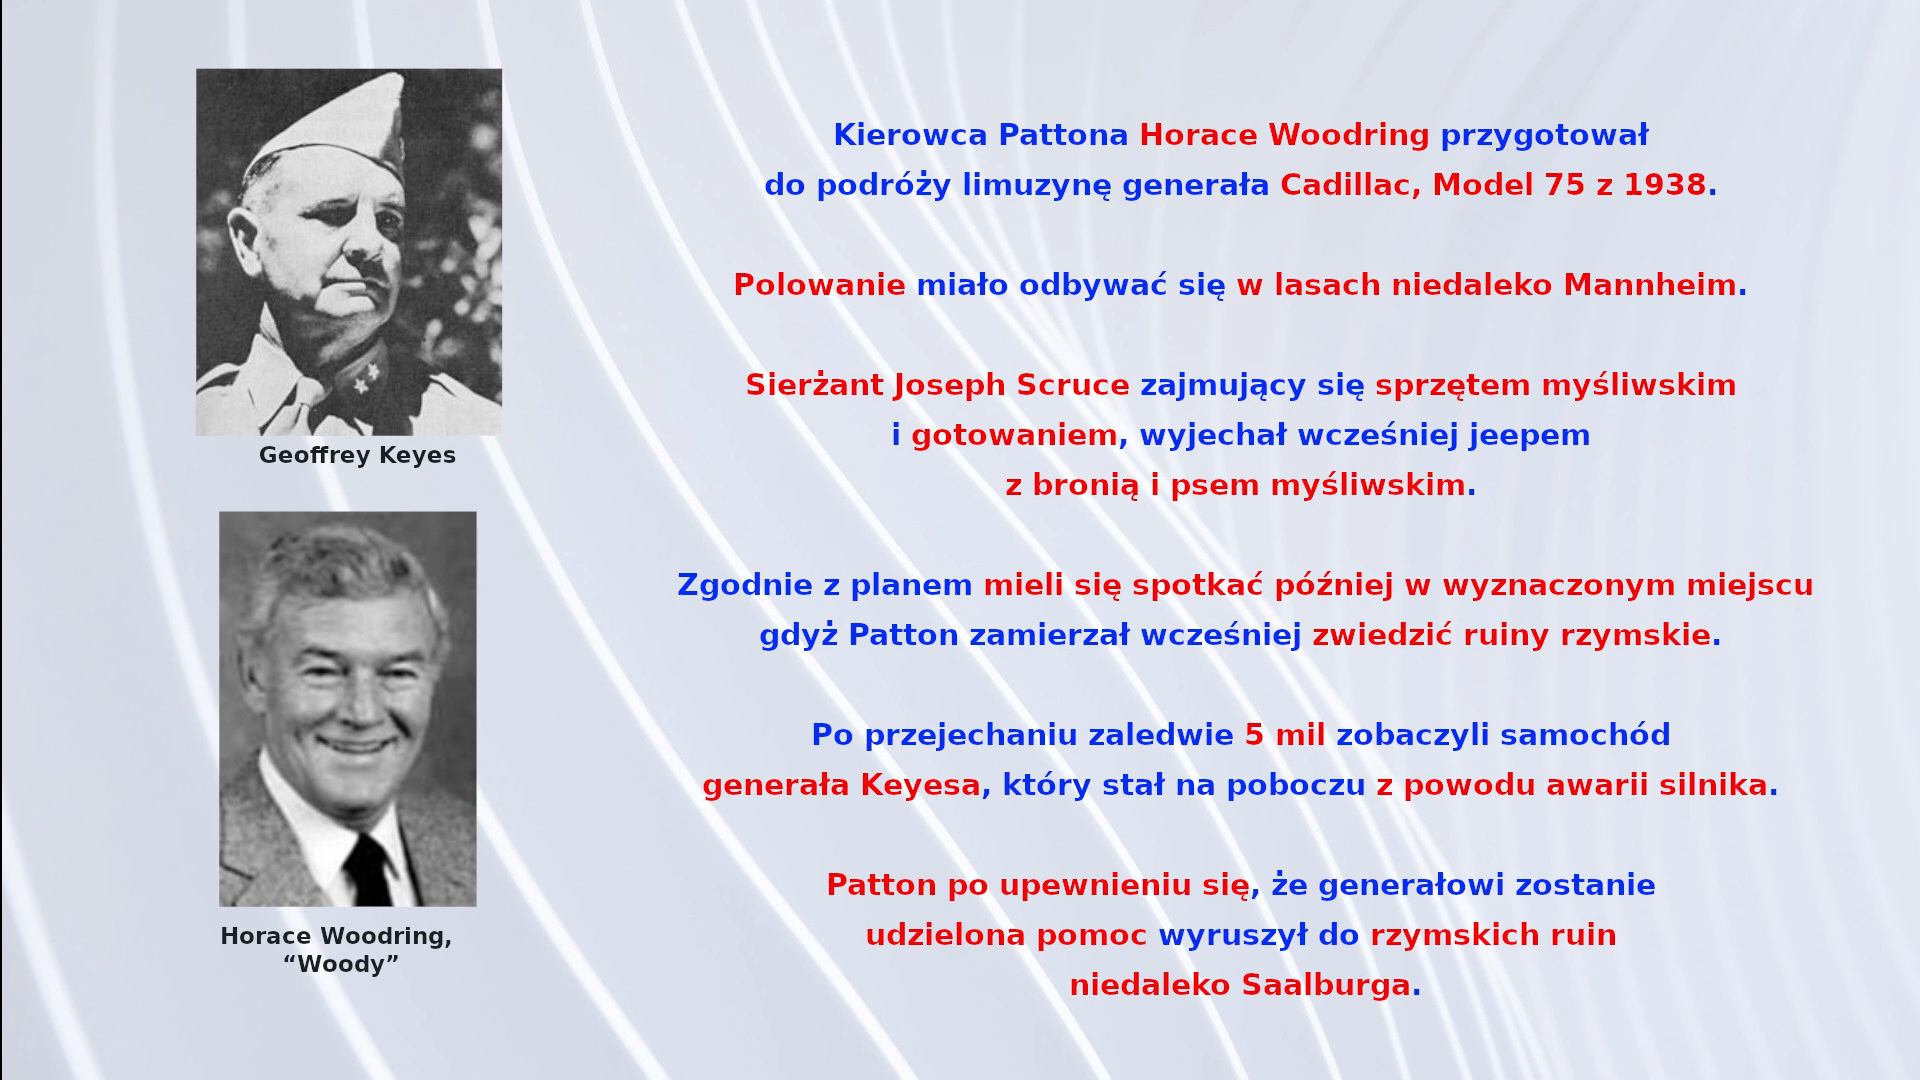 Geoffrey Keyes
Horace Woodring,
“Woody”
Kierowca Pattona Horace Woodring przygotował
do podróży limuzynę generała Cadillac, Model 75 z 1938.
Polowanie miało odbywać się w lasach niedaleko Mannheim.
Sierżant Joseph Scruce zajmujący się sprzętem myśliwskim
i gotowaniem, wyjechał wcześniej jeepem
z bronią i psem myśliwskim.
Zgodnie z planem mieli się spotkać później w wyznaczonym miejscu
gdyż Patton zamierzał wcześniej zwiedzić ruiny rzymskie.
Po przejechaniu zaledwie 5 mil zobaczyli samochód
generała Keyesa, który stał na poboczu z powodu awarii silnika.
Patton po upewnieniu się, że generałowi zostanie
udzielona pomoc wyruszył do rzymskich ruin
niedaleko Saalburga.